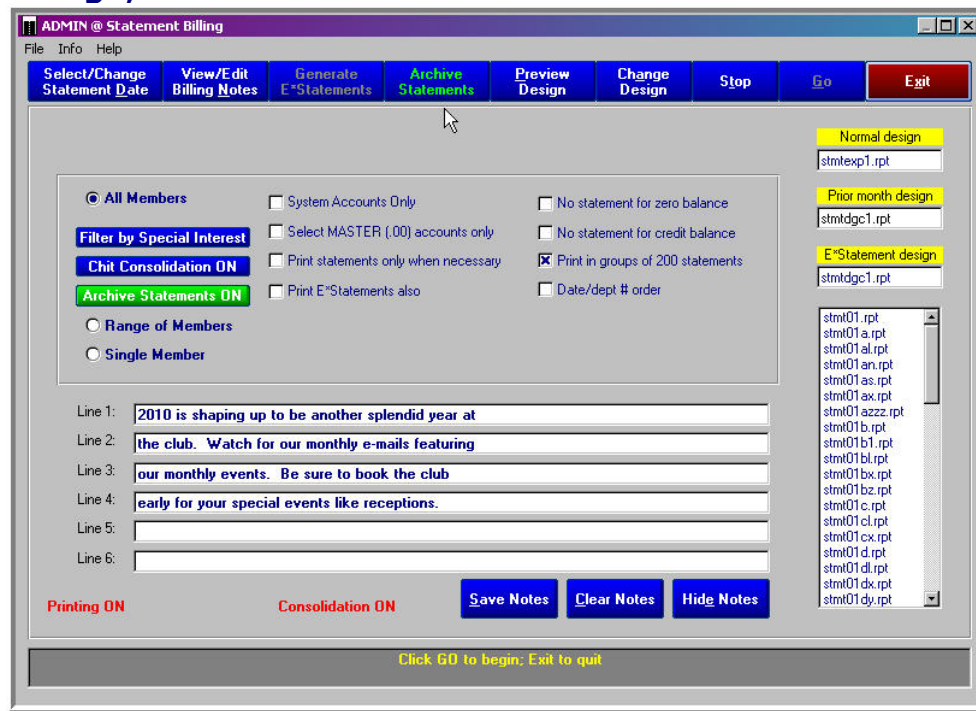 ADMIN @ Statement Billing
File Info Help
Select/Change Statement Date
View/Edit Billing Notes
Generate E*Statements
Archive Statements
Preview Design
Change Design
Stop
Go
Exit
Normal design
stmtexp1.rpt
Prior month design
stmtdgc1.rpt
E*Statement design
stmtdgc1.rpt
All Members
Filter by Special Interest
Chit Consolidation ON
Archive Statements ON
Range of Members
Single Member
System Accounts Only
Select MASTER (.00) accounts only
Print statements only when necessary
Print E*Statements also
No statement for zero balance
No statement for credit balance
Print in groups of 200 statements
Date/dept # order
stmt01.rpt
stmt01a.rpt
stmt01al.rpt
stmt01an.rpt
stmt01as.rpt
stmt01ax.rpt
stmt01azzz.rpt
stmt01b.rpt
stmt01b1.rpt
stmt01bl.rpt
stmt01bx.rpt
stmt01bz.rpt
stmt01c.rpt
stmt01cl.rpt
stmt01cx.rpt
stmt01d.rpt
stmt01dl.rpt
stmt01dx.rpt
stmt01dy.rpt
Line 1: 2010 is shaping up to be another splendid year at
Line 2: the club. Watch for our monthly e-mails featuring
Line 3: our monthly events. Be sure to book the club
Line 4: early for your special events like receptions.
Line 5:
Line 6:
Printing ON
Consolidation ON
Save Notes
Clear Notes
Hide Notes
Click GO to begin; Exit to quit